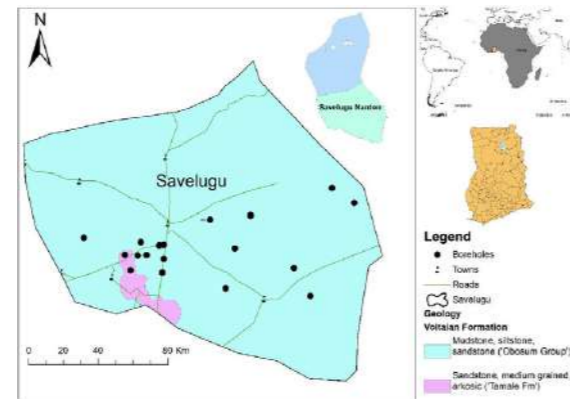 N
Savelugu Nanton
Savelugu
0 20 40 80 Km
Legend
Boreholes
Towns
Roads
Savelugu
Geology
Voltaian Formation
Mudstone, siltstone,
sandstone ('Obosum Group')
Sandstone, medium grained,
arkosic ('Tamale Fm')